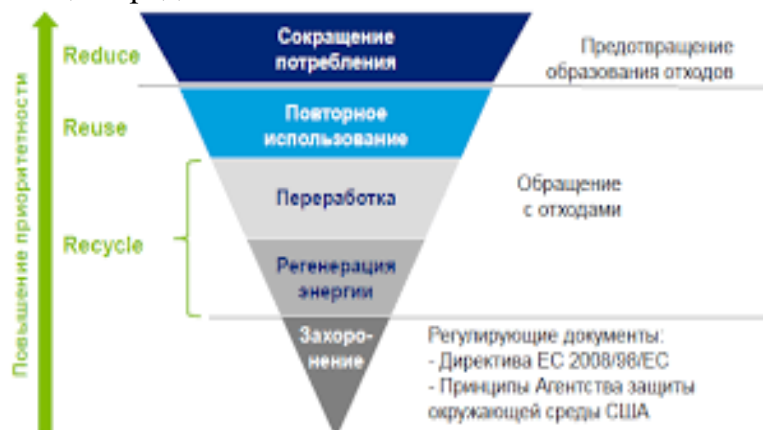 Reduce
Сокращение
потребления
Предотвращение
образования отходов
Reuse
Повторное
использование
Переработка
Обращение
с отходами
Recycle
Регенерация
энергии
Захоро-
нение
Регулирующие документы:
- Директива ЕС 2008/98/ЕС
- Принципы Агентства защиты
окружающей среды США
Повышение приоритетности